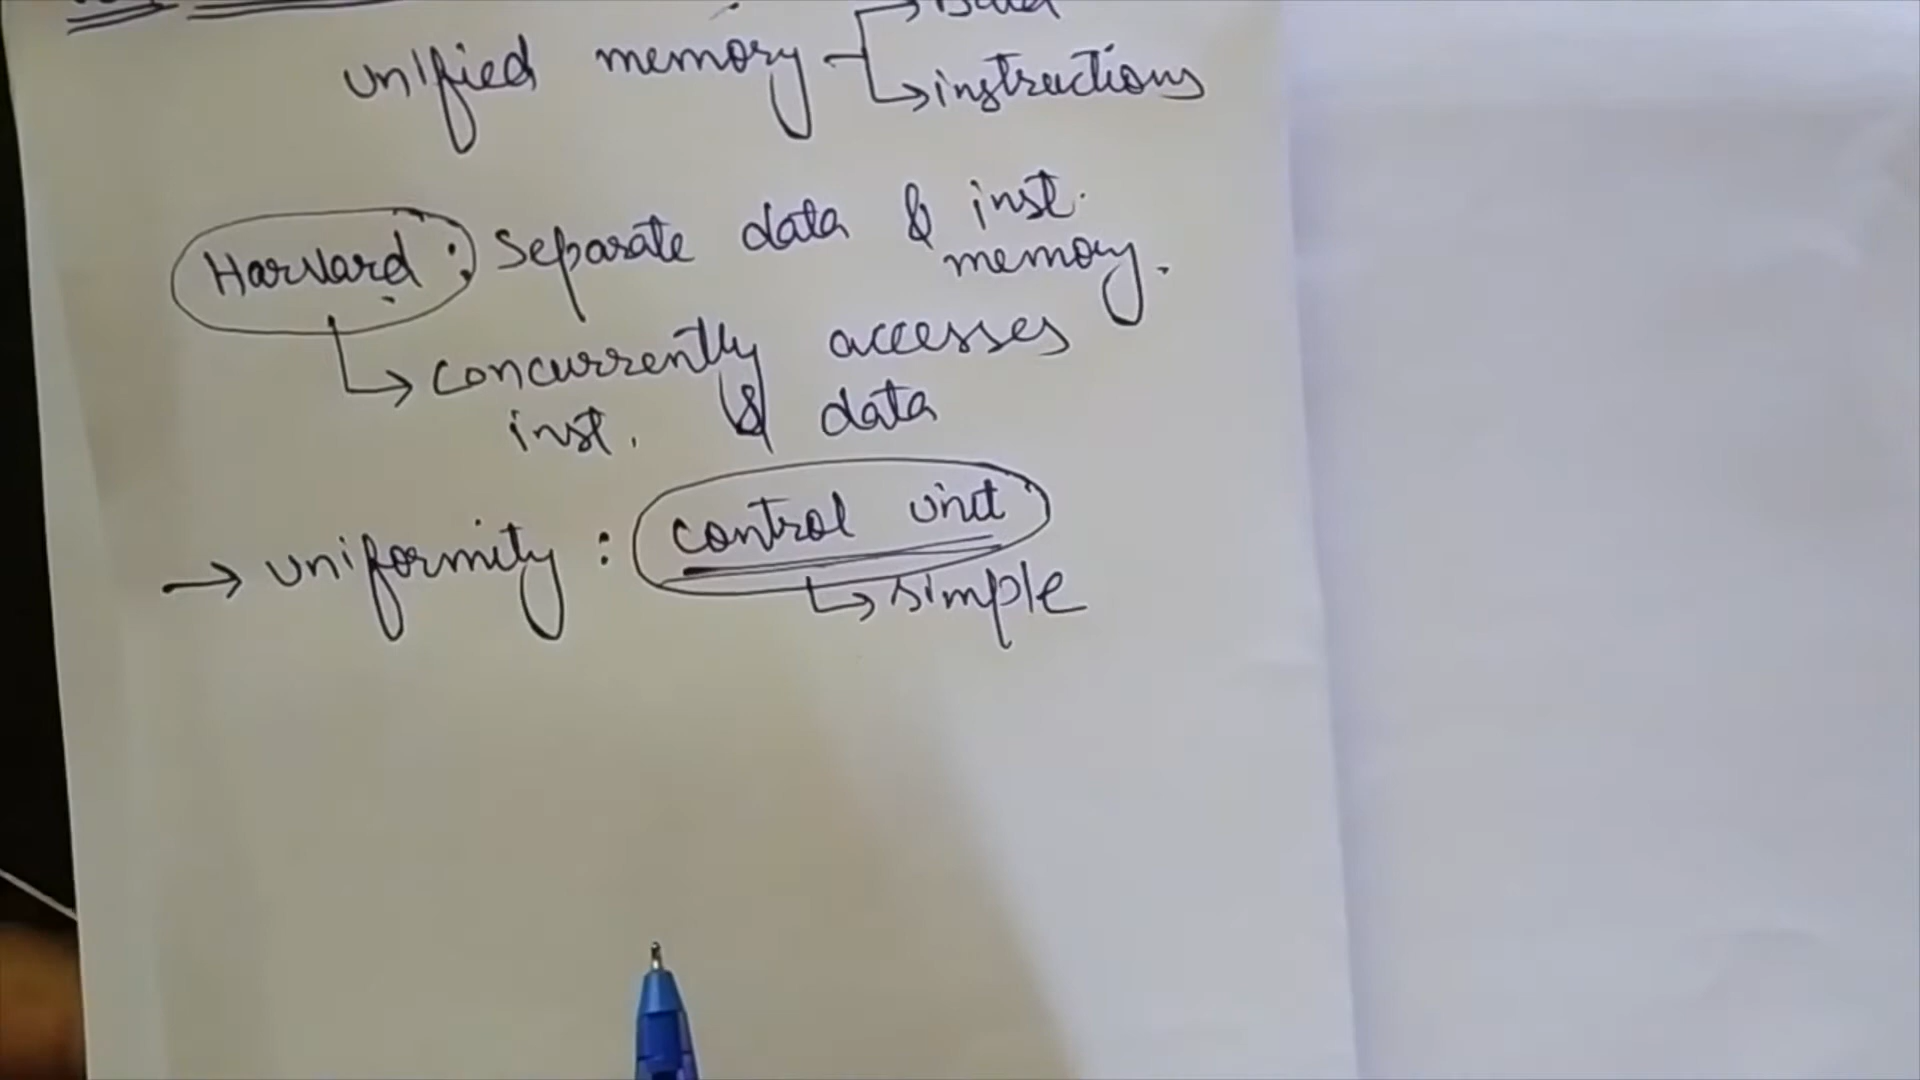 unified memory
instructions
Harvard : Separate data & inst.
memory.
concurrently accesses
inst. & data
→ uniformity : control unit
simple